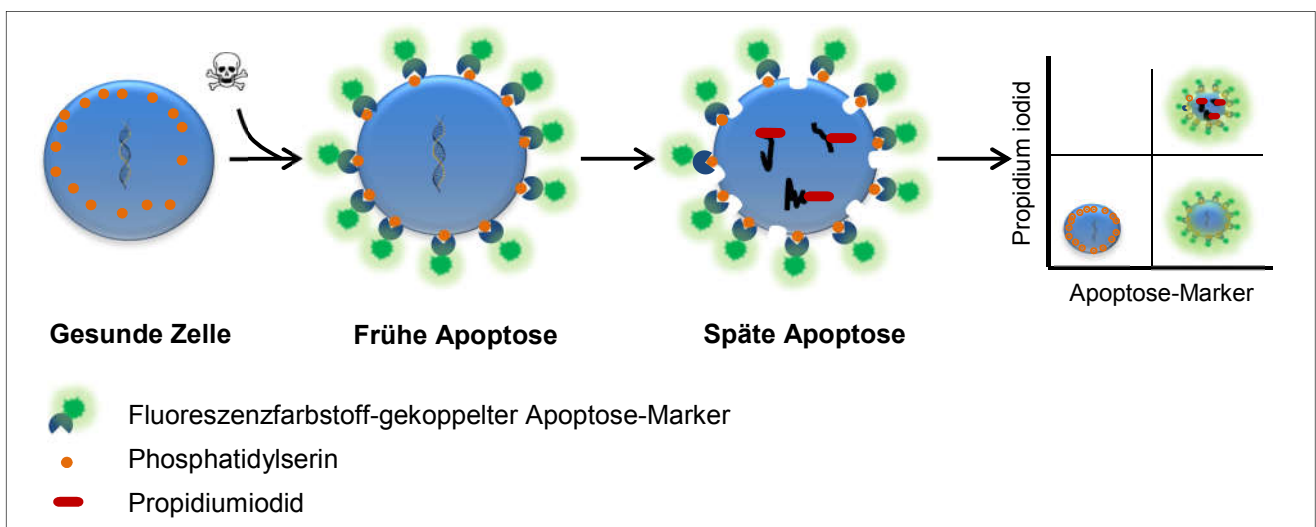 Gesunde Zelle
Frühe Apoptose
Späte Apoptose
Propidium iodid
Apoptose-Marker
Fluoreszenzfarbstoff-gekoppelter Apoptose-Marker
Phosphatidylserin
Propidiumiodid